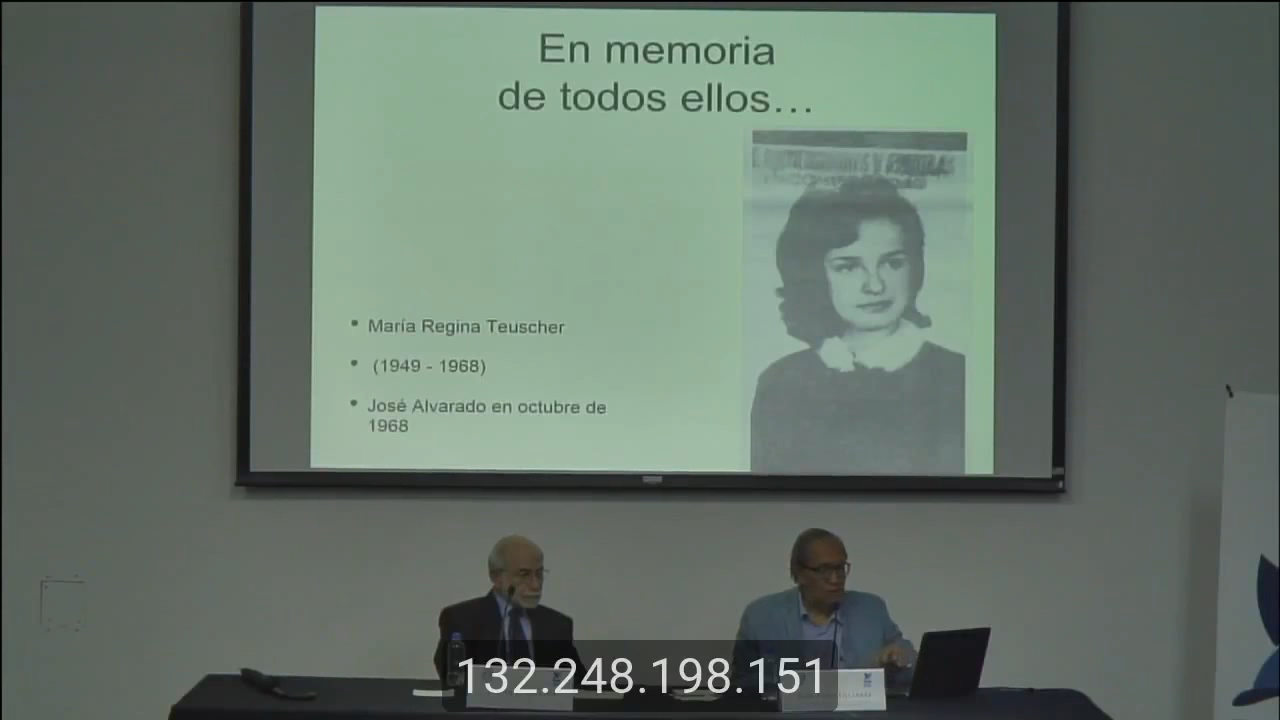 En memoria
de todos ellos…
• María Regina Teuscher
• (1949 - 1968)
• José Alvarado en octubre de
1968
132.248.198.151